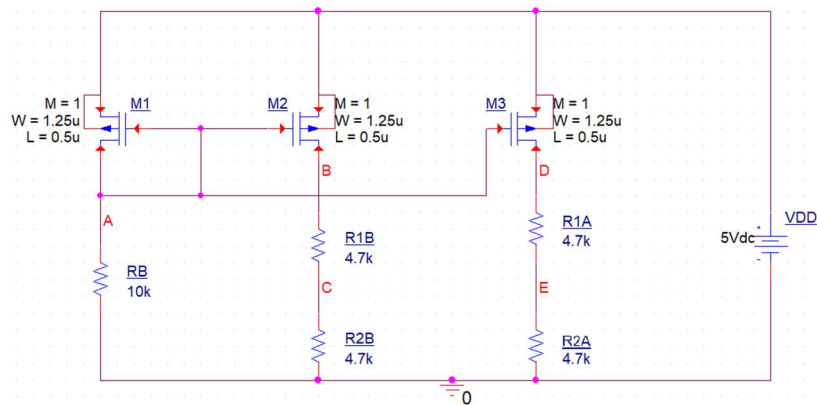 M = 1
W = 1.25u
L = 0.5u
M1
M2
M = 1
W = 1.25u
L = 0.5u
M3
M = 1
W = 1.25u
L = 0.5u
B
D
A
RB
10k
R1B
4.7k
R1A
4.7k
VDD
5Vdc
+
-
C
E
R2B
4.7k
R2A
4.7k
0